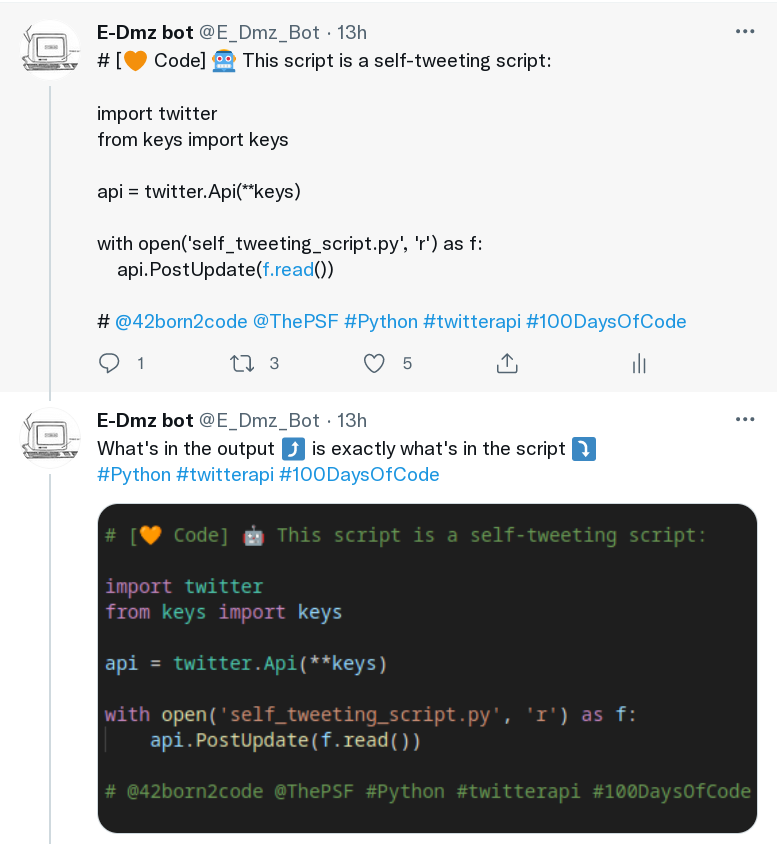 E-Dmz bot @E_Dmz_Bot · 13h
# [🧡 Code] 🤖 This script is a self-tweeting script:
import twitter
from keys import keys
api = twitter.Api(**keys)
with open('self_tweeting_script.py', 'r') as f:
    api.PostUpdate(f.read())
# @42born2code @ThePSF #Python #twitterapi #100DaysOfCode
1 3 5
E-Dmz bot @E_Dmz_Bot · 13h
What's in the output ⤴️ is exactly what's in the script ⤵️
#Python #twitterapi #100DaysOfCode
# [🧡 Code] 🤖 This script is a self-tweeting script:
import twitter
from keys import keys
api = twitter.Api(**keys)
with open('self_tweeting_script.py', 'r') as f:
    api.PostUpdate(f.read())
# @42born2code @ThePSF #Python #twitterapi #100DaysOfCode